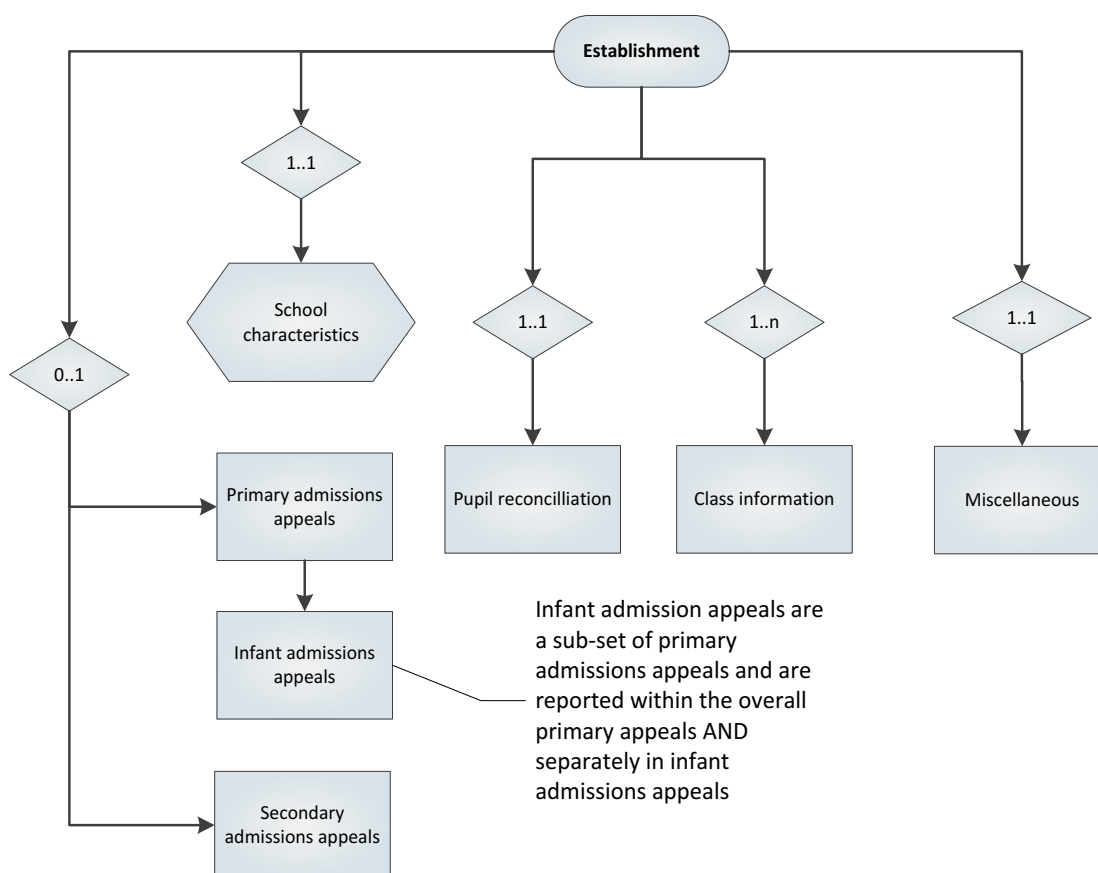 Establishment
1..1
School
characteristics
0..1
1..1
1..n
1..1
Primary admissions
appeals
Pupil reconcilliation
Class information
Miscellaneous
Infant admissions
appeals
Infant admission appeals are
a sub-set of primary
admissions appeals and are
reported within the overall
primary appeals AND
separately in infant
admissions appeals
Secondary
admissions appeals